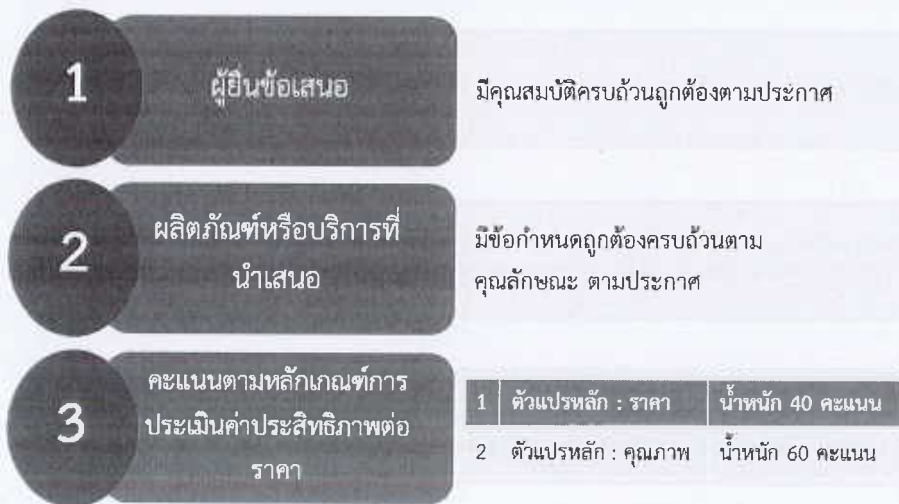 1
ผู้ยื่นข้อเสนอ
มีคุณสมบัติครบถ้วนถูกต้องตามประกาศ
2
ผลิตภัณฑ์หรือบริการที่
นำเสนอ
มีข้อกำหนดถูกต้องครบถ้วนตาม
คุณลักษณะ ตามประกาศ
3
คะแนนตามหลักเกณฑ์การ
ประเมินค่าประสิทธิภาพต่อ
ราคา
1 ตัวแปรหลัก : ราคา น้ำหนัก 40 คะแนน
2 ตัวแปรหลัก : คุณภาพ น้ำหนัก 60 คะแนน